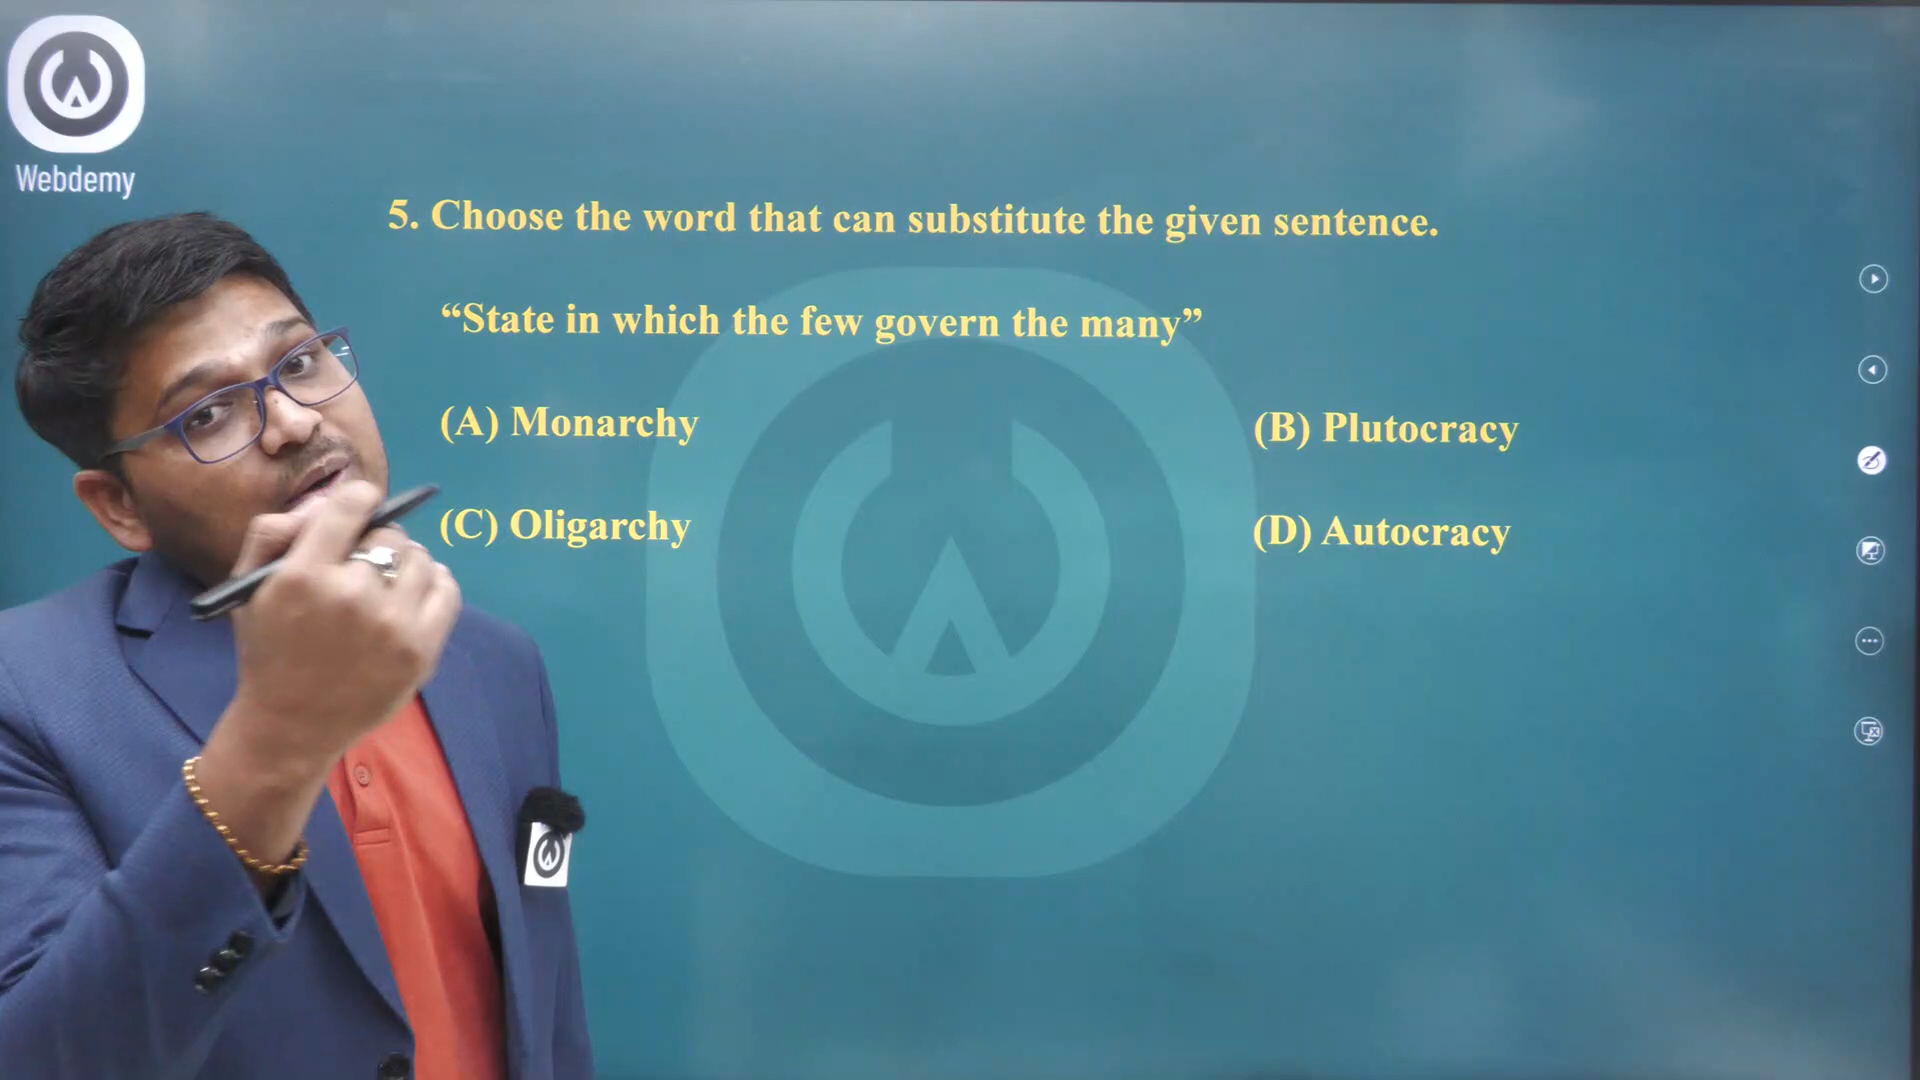 Webdemy
5. Choose the word that can substitute the given sentence.
“State in which the few govern the many”
(A) Monarchy
(B) Plutocracy
(C) Oligarchy
(D) Autocracy